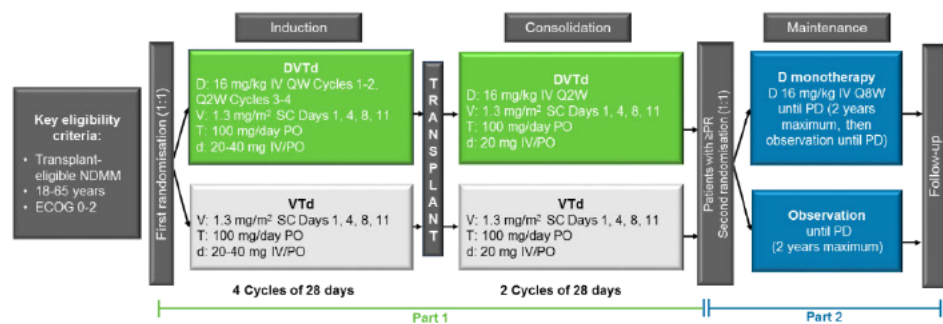 Induction
Consolidation
Maintenance
Key eligibility
criteria:
• Transplant-
eligible NDMM
• 18-65 years
• ECOG 0-2
First randomisation (1:1)
DVTd
D: 16 mg/kg IV QW Cycles 1-2,
Q2W Cycles 3-4
V: 1.3 mg/m² SC Days 1, 4, 8, 11
T: 100 mg/day PO
d: 20-40 mg IV/PO
VTd
V: 1.3 mg/m² SC Days 1, 4, 8, 11
T: 100 mg/day PO
d: 20-40 mg IV/PO
4 Cycles of 28 days
TRANSPLANT
DVTd
D: 16 mg/kg IV Q2W
V: 1.3 mg/m² SC Days 1, 4, 8, 11
T: 100 mg/day PO
d: 20 mg IV/PO
VTd
V: 1.3 mg/m² SC Days 1, 4, 8, 11
T: 100 mg/day PO
d: 20 mg IV/PO
2 Cycles of 28 days
Patients with ≥PR
Second randomisation (1:1)
D monotherapy
D 16 mg/kg IV Q8W
until PD (2 years
maximum, then
observation until PD)
Observation
until PD
(2 years maximum)
Follow-up
Part 1
Part 2